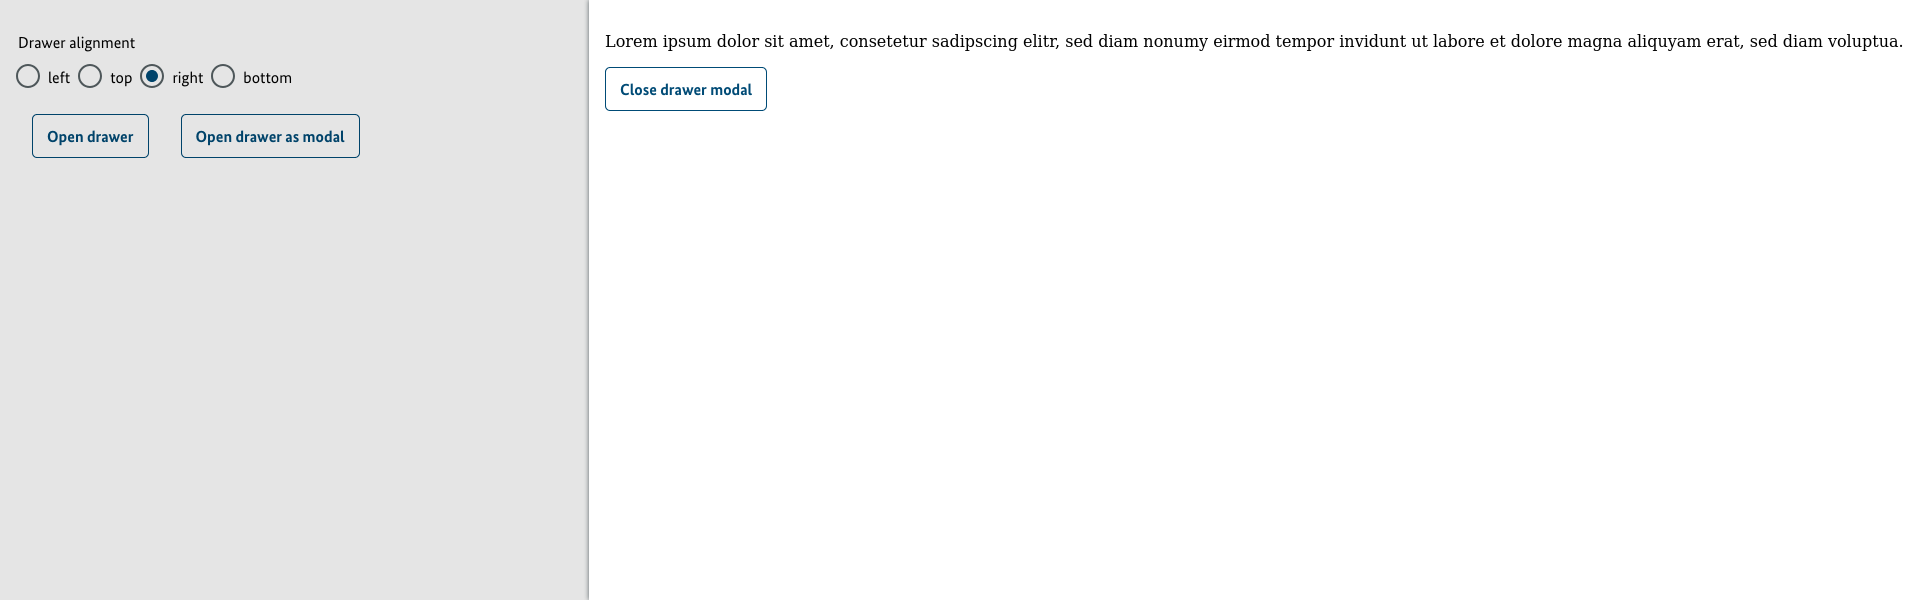 Drawer alignment
left top right bottom
Open drawer Open drawer as modal
Lorem ipsum dolor sit amet, consetetur sadipscing elitr, sed diam nonumy eirmod tempor invidunt ut labore et dolore magna aliquyam erat, sed diam voluptua.
Close drawer modal